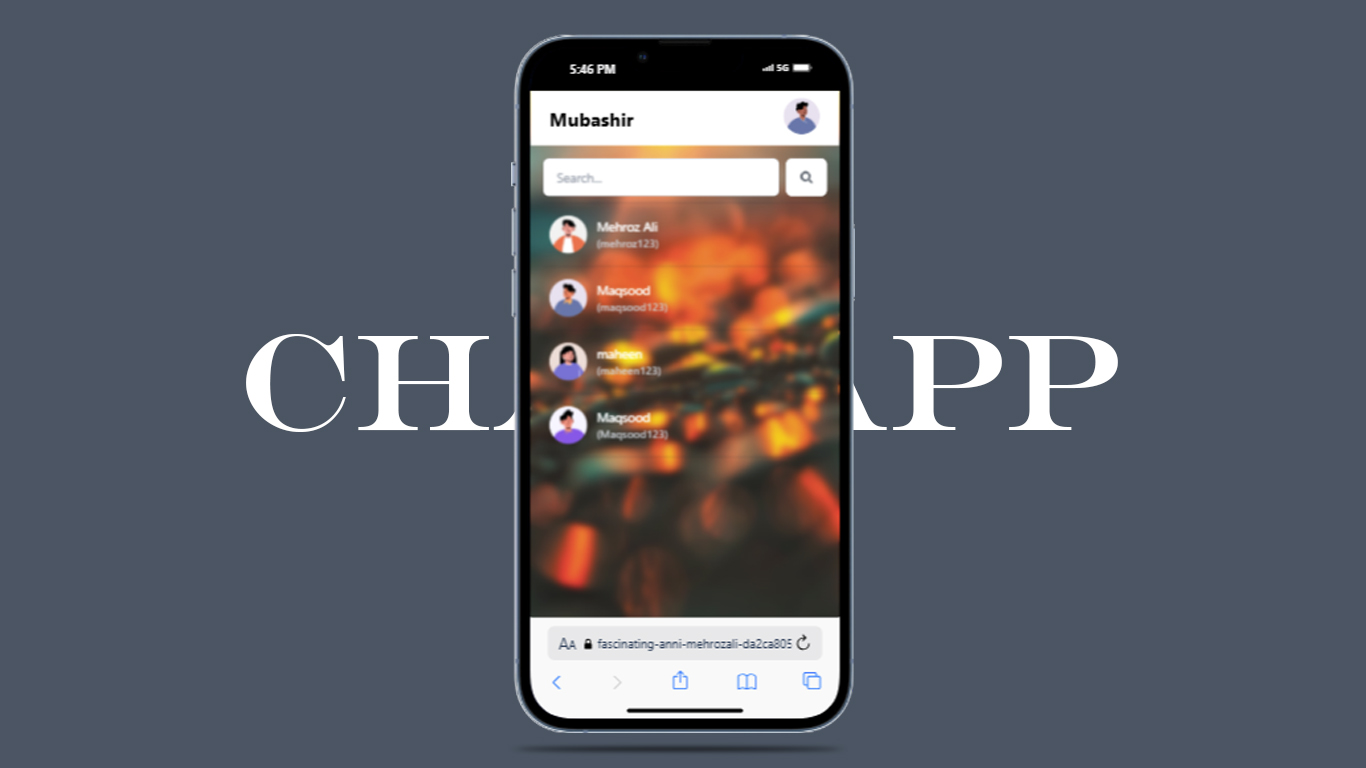 5:46 PM
5G
Mubashir
Search...
Mehroz Ali
(mehroz123)
Maqsood
(maqsood123)
CHA APP
maheen
(maheen123)
Maqsood
(Maqsood123)
AA fascinating-anni-mehrozali-da2ca805